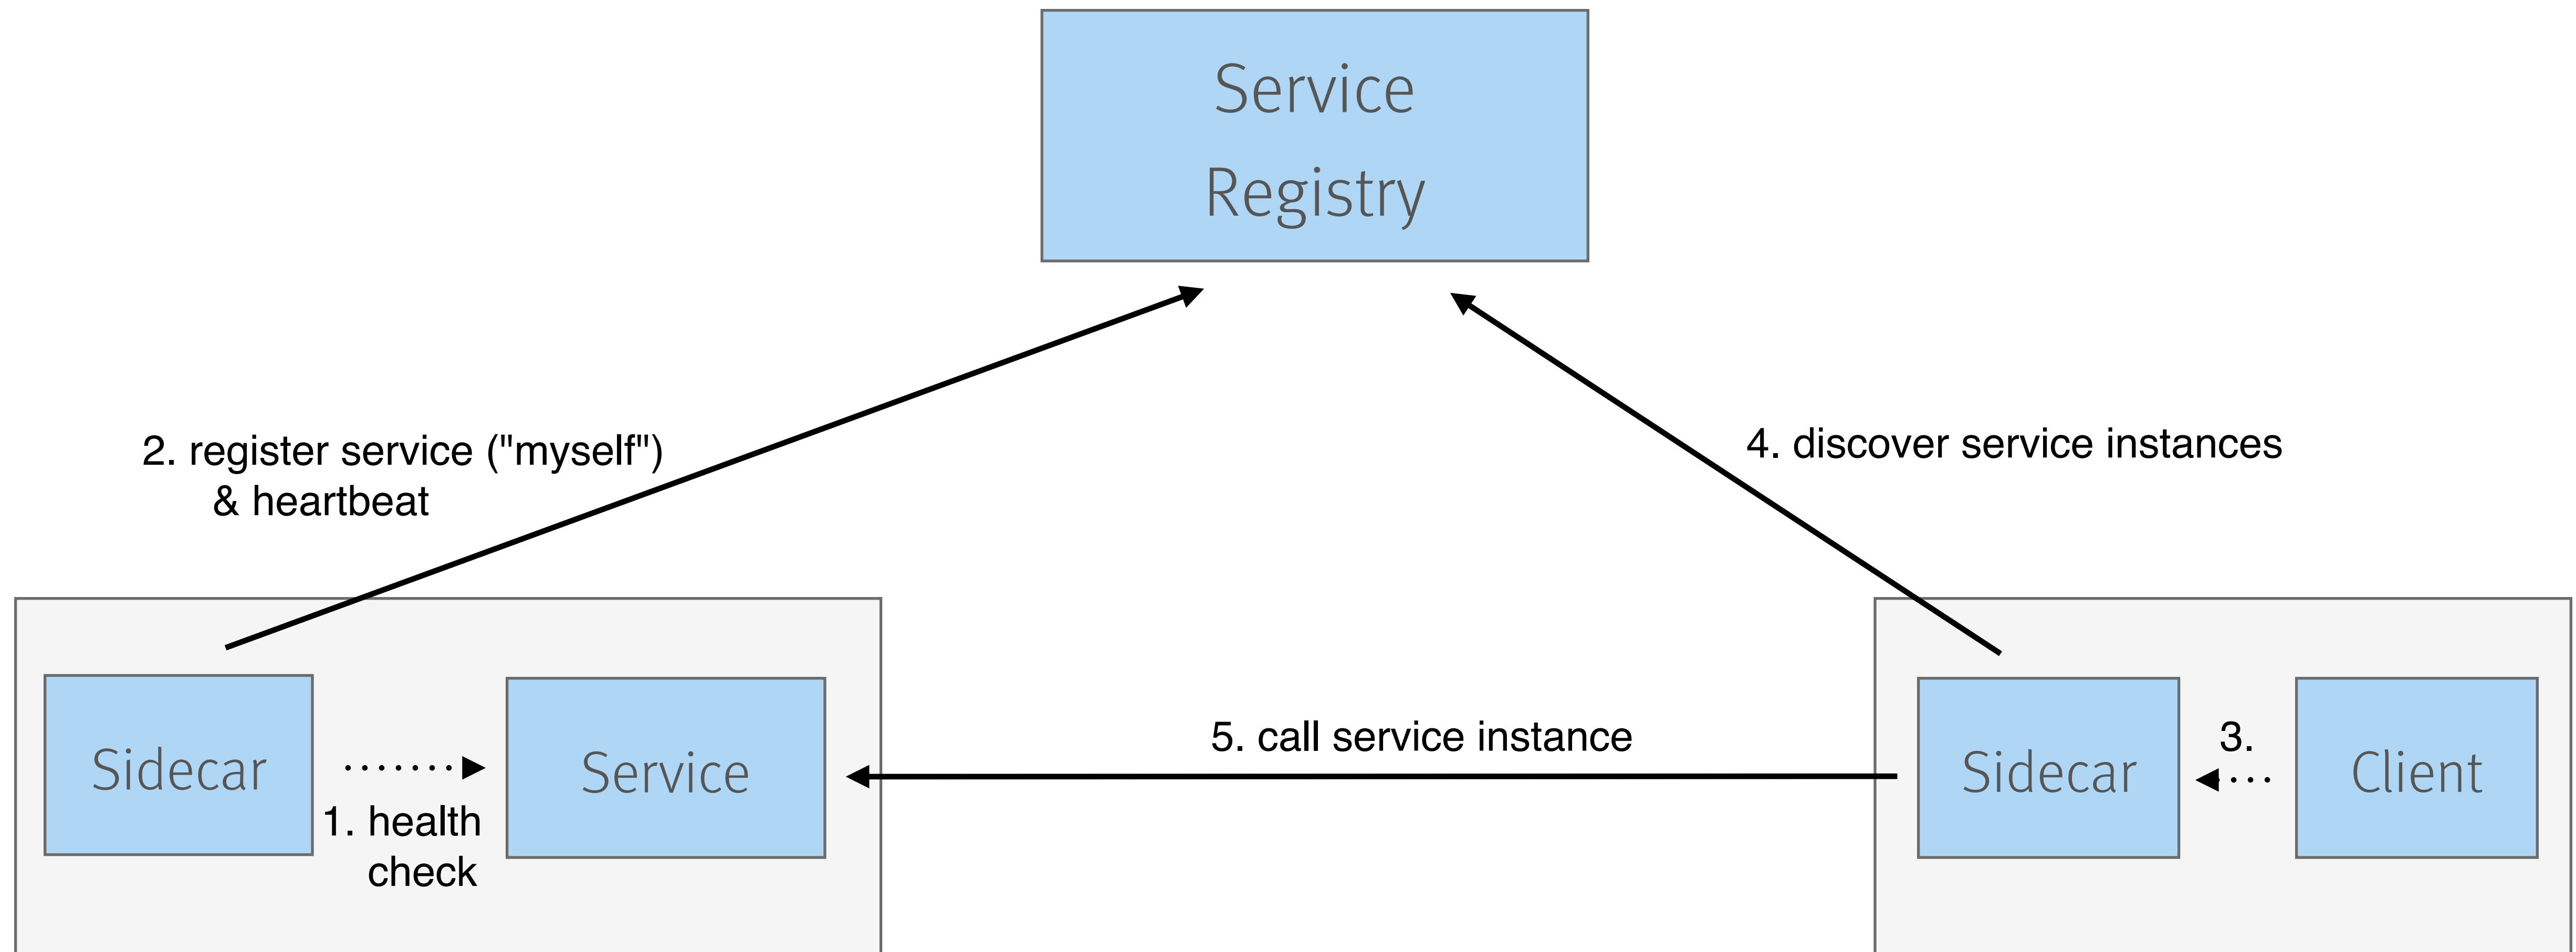 Service
Registry
2. register service ("myself")
& heartbeat
4. discover service instances
Sidecar
1. health
check
Service
5. call service instance
Sidecar
3.
Client